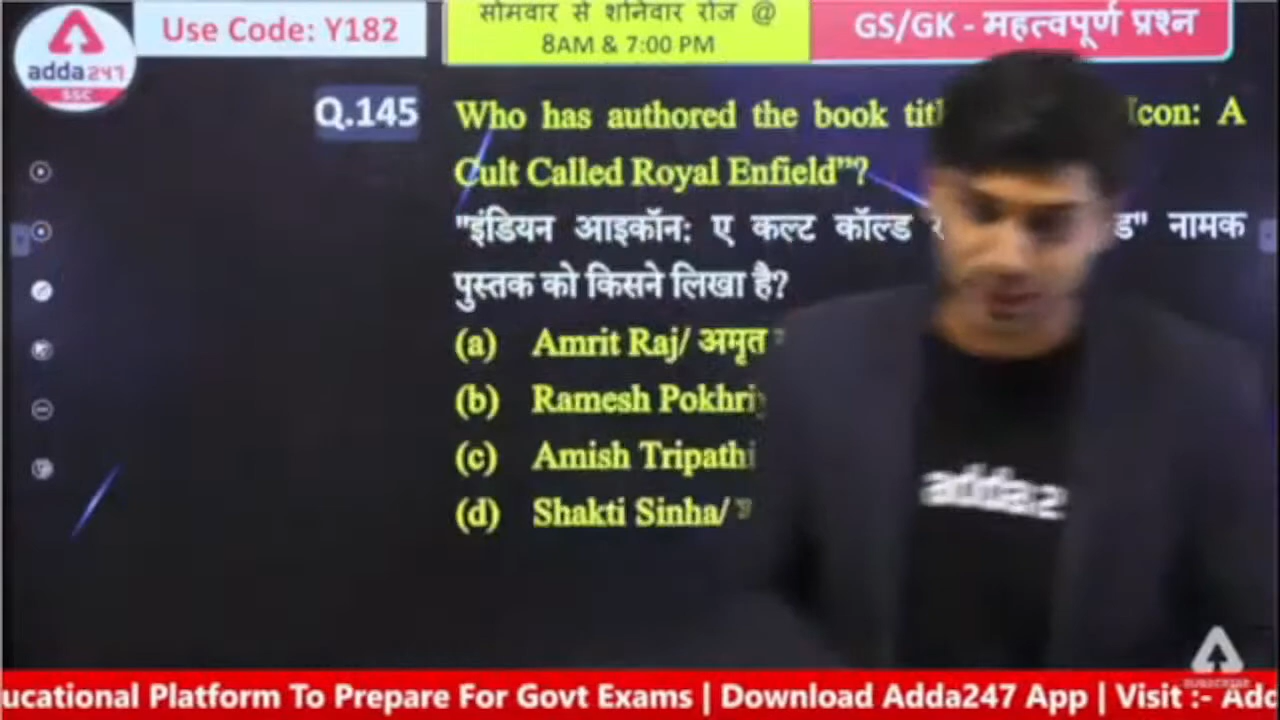 Use Code: Y182
सोमवार से शनिवार रोज @
8AM & 7:00 PM
GS/GK - महत्वपूर्ण प्रश्न
adda247
SSC
Q.145
Who has authored the book Icon: A
Cult Called Royal Enfield”?
"इंडियन आइकॉन: ए कल्ट कॉल्ड नामक
पुस्तक को किसने लिखा है?
(a) Amrit Raj/ अमृत
(b) Ramesh
(c) Amish Tripathi
(d) Shakti Sinha/
adda2
ucational Platform To Prepare For Govt Exams | Download Adda247 App | Visit :- Add
SUBSCRIBE